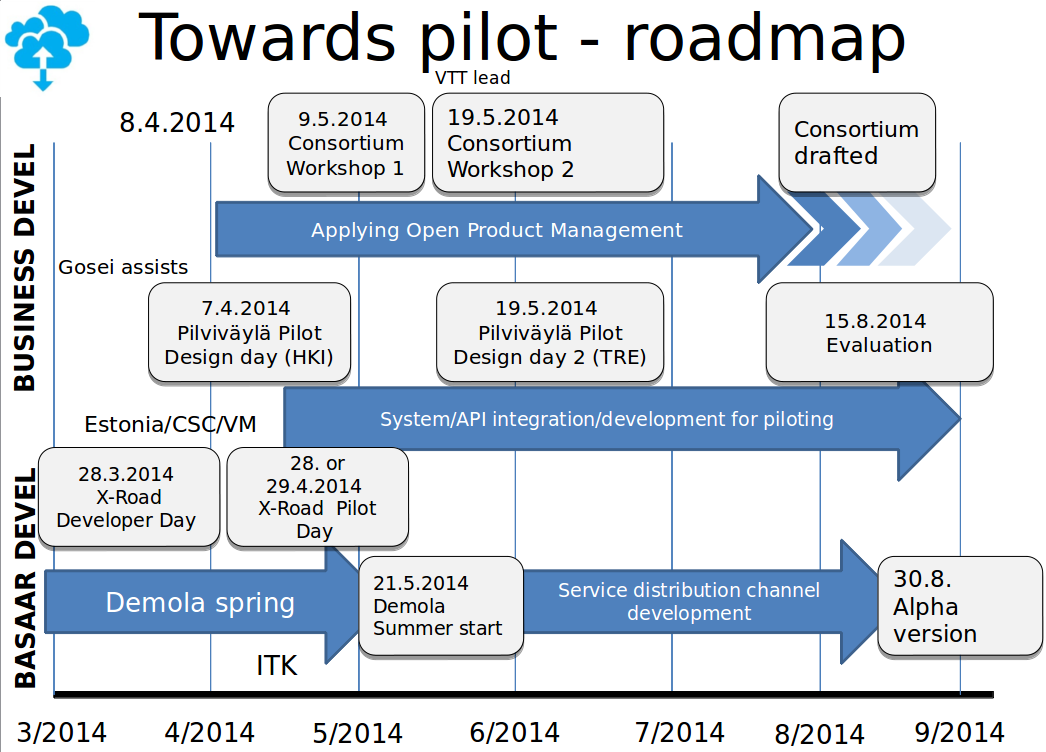 Towards pilot - roadmap
VTT lead
8.4.2014
9.5.2014
Consortium
Workshop 1
19.5.2014
Consortium
Workshop 2
Consortium
drafted
BUSINESS DEVEL
Applying Open Product Management
Gosei assists
7.4.2014
Pilviväylä Pilot
Design day (HKI)
19.5.2014
Pilviväylä Pilot
Design day 2 (TRE)
15.8.2014
Evaluation
System/API integration/development for piloting
Estonia/CSC/VM
BASAAR DEVEL
28.3.2014
X-Road
Developer Day
28. or
29.4.2014
X-Road  Pilot
Day
Demola spring
21.5.2014
Demola
Summer start
Service distribution channel
development
30.8.
Alpha
version
ITK
3/2014
4/2014
5/2014
6/2014
7/2014
8/2014
9/2014